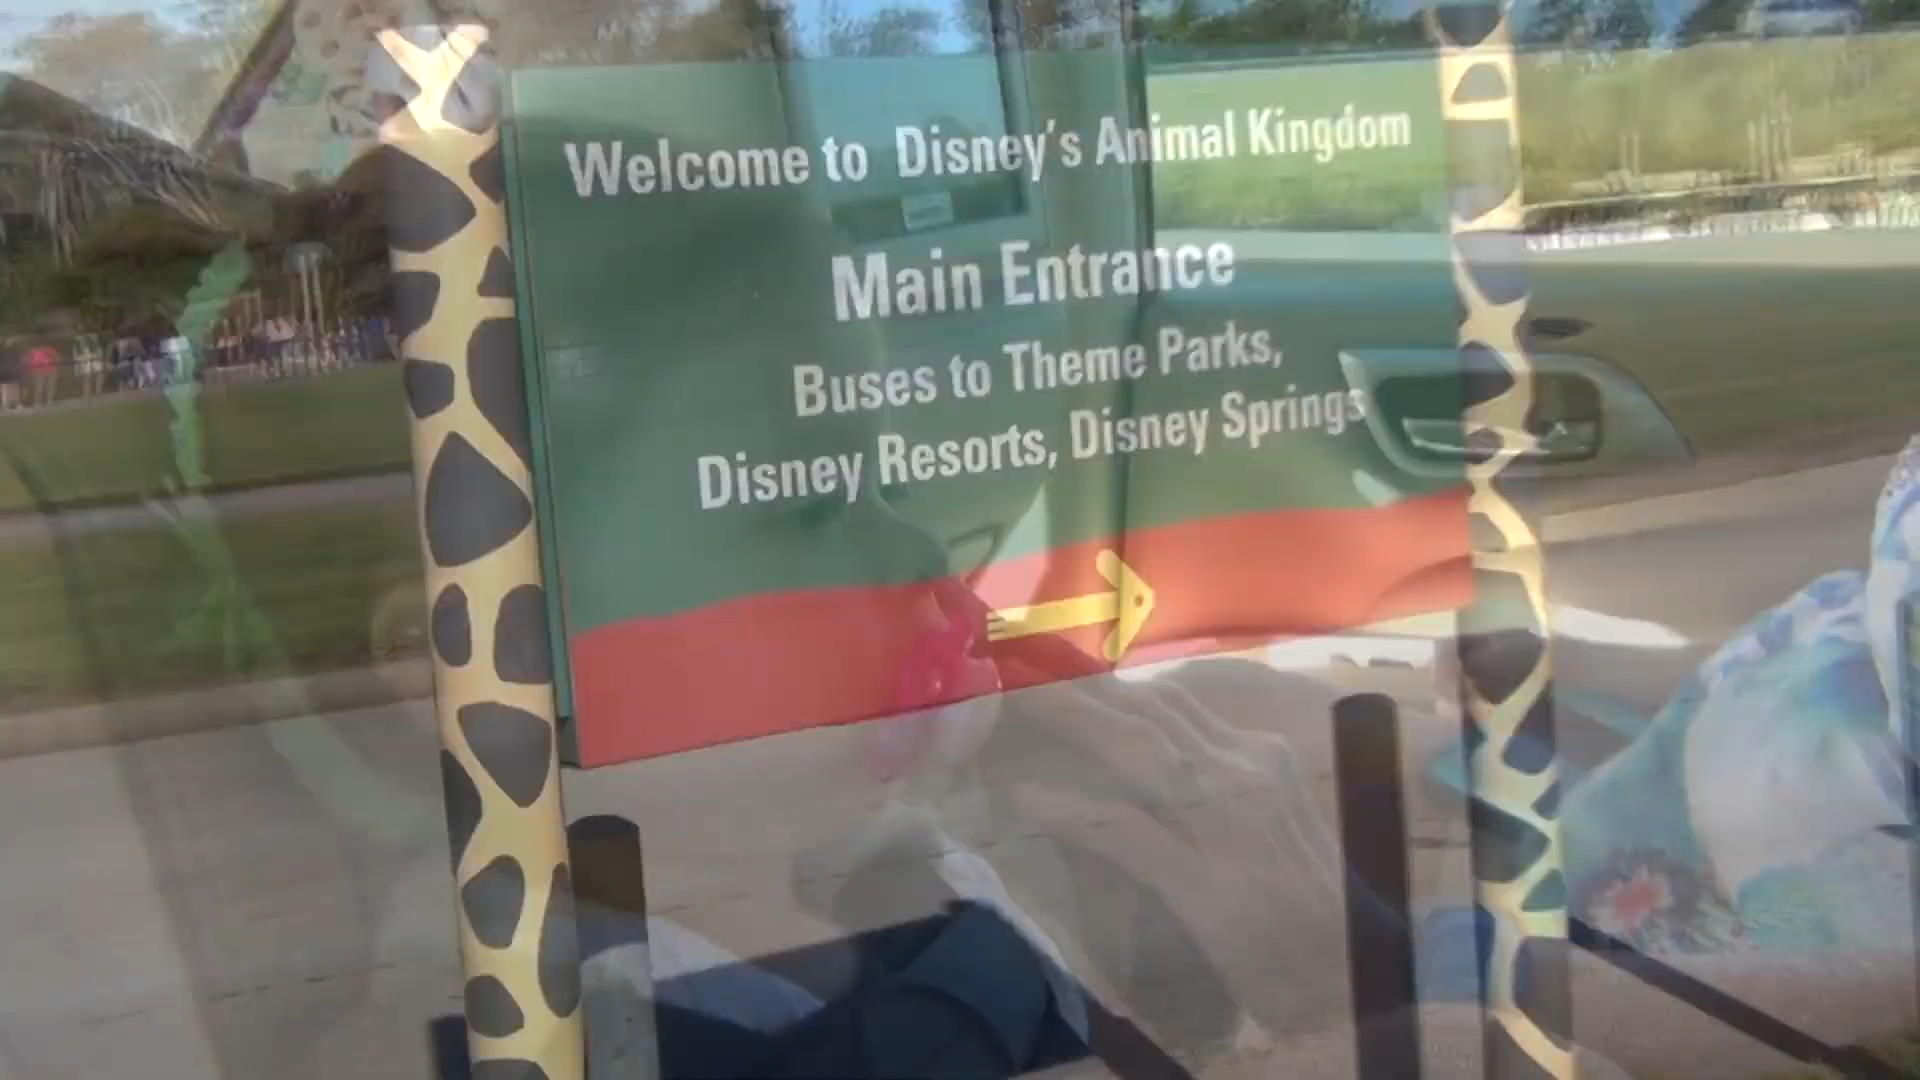 Welcome to Disney's Animal Kingdom
Main Entrance
Buses to Theme Parks,
Disney Resorts, Disney Springs